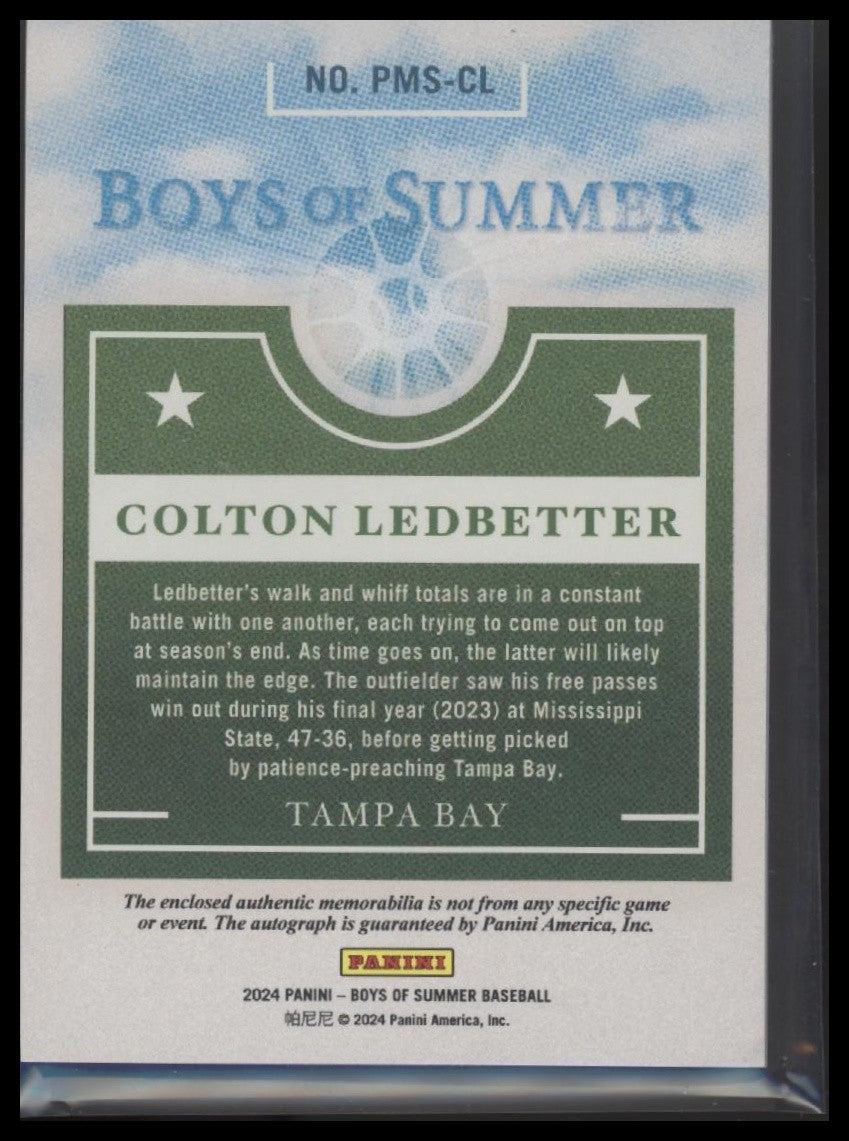 NO. PMS-CL
BOYS OF SUMMER
COLTON LEDBETTER
Ledbetter's walk and whiff totals are in a constant
battle with one another, each trying to come out on top
at season's end. As time goes on, the latter will likely
maintain the edge. The outfielder saw his free passes
win out during his final year (2023) at Mississippi
State, 47-36, before getting picked
by patience-preaching Tampa Bay.
TAMPA BAY
The enclosed authentic memorabilia is not from any specific game
or event. The autograph is guaranteed by Panini America, Inc.
PANINI
2024 PANINI – BOYS OF SUMMER BASEBALL
帕尼尼 © 2024 Panini America, Inc.